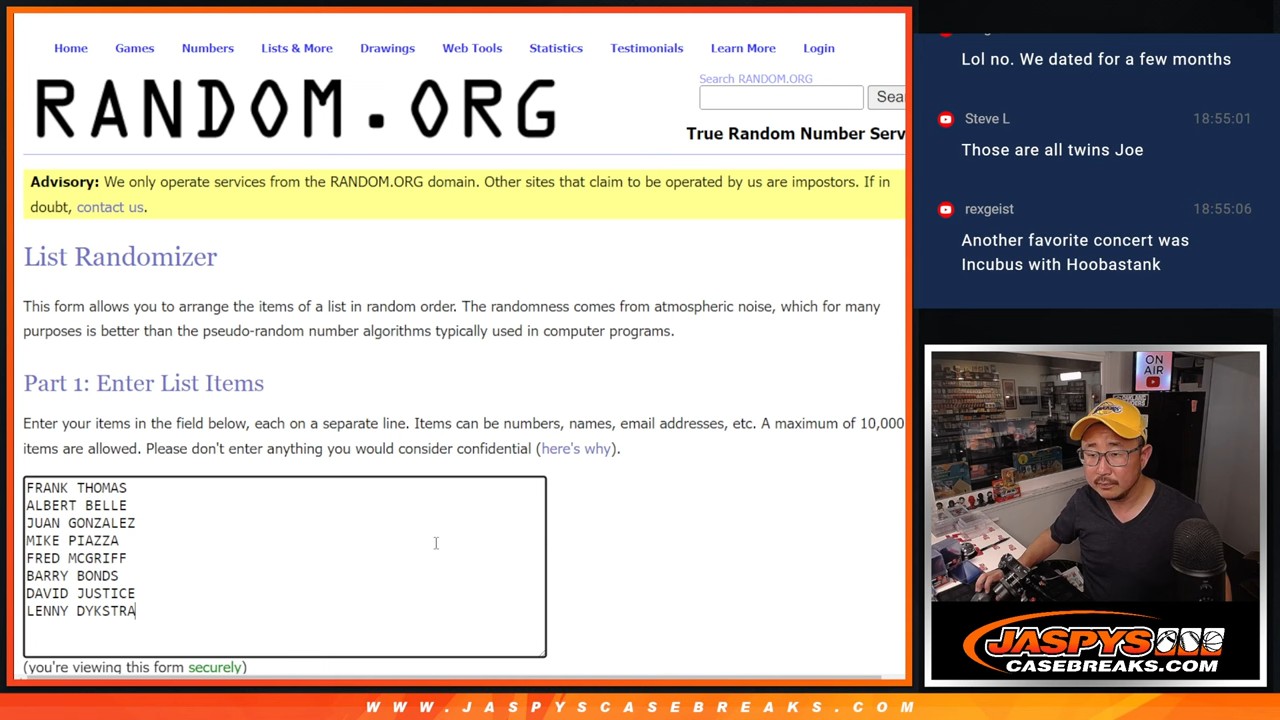 Home Games Numbers Lists & More Drawings Web Tools Statistics Testimonials Learn More Login
RANDOM.ORG
Search RANDOM.ORG
Sea
True Random Number Serv
Advisory: We only operate services from the RANDOM.ORG domain. Other sites that claim to be operated by us are impostors. If in
doubt, contact us.
List Randomizer
This form allows you to arrange the items of a list in random order. The randomness comes from atmospheric noise, which for many
purposes is better than the pseudo-random number algorithms typically used in computer programs.
Part 1: Enter List Items
Enter your items in the field below, each on a separate line. Items can be numbers, names, email addresses, etc. A maximum of 10,000
items are allowed. Please don't enter anything you would consider confidential (here's why).
FRANK THOMAS
ALBERT BELLE
JUAN GONZALEZ
MIKE PIAZZA
FRED MCGRIFF
BARRY BONDS
DAVID JUSTICE
LENNY DYKSTRA
(you're viewing this form securely)
Lol no. We dated for a few months
Steve L 18:55:01
Those are all twins Joe
rexgeist 18:55:06
Another favorite concert was
Incubus with Hoobastank
ON
AIR
JASPYS
CASEBREAKS.COM
WWW.JASPYSCASEBREAKS.COM